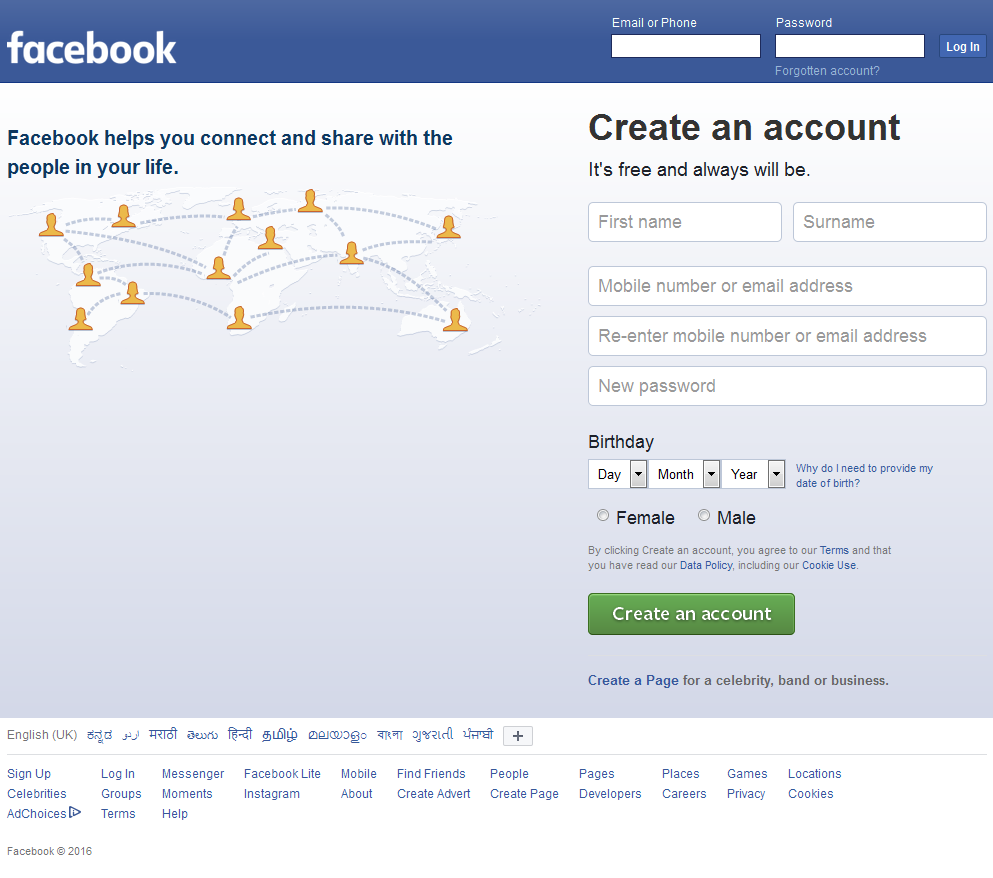 facebook
Email or Phone
Password
Log In
Forgotten account?
Facebook helps you connect and share with the
people in your life.
Create an account
It's free and always will be.
First name
Surname
Mobile number or email address
Re-enter mobile number or email address
New password
Birthday
Day Month Year
Why do I need to provide my
date of birth?
Female Male
By clicking Create an account, you agree to our Terms and that
you have read our Data Policy, including our Cookie Use.
Create an account
Create a Page for a celebrity, band or business.
English (UK) ಕನ್ನಡ اردو मराठी తెలుగు हिन्दी தமிழ் മലയാളം বাংলা ગુજરાતી ਪੰਜਾਬੀ +
Sign Up Log In Messenger Facebook Lite Mobile Find Friends People Pages Places Games Locations
Celebrities Groups Moments Instagram About Create Advert Create Page Developers Careers Privacy Cookies
AdChoices Terms Help
Facebook © 2016